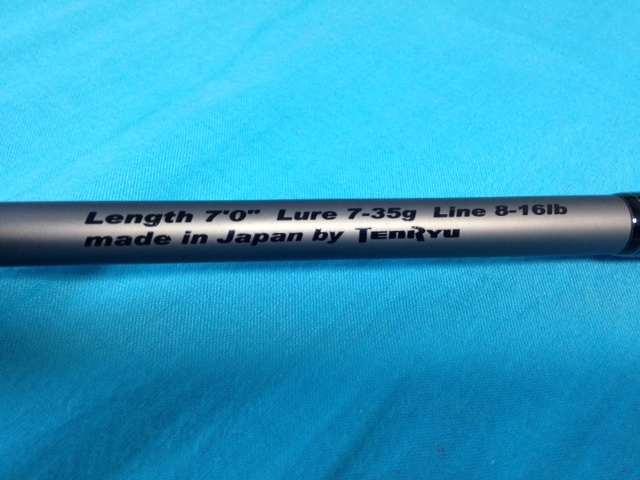 Length 7'0" Lure 7-35g Line 8-16lb
made in Japan by TENRYU